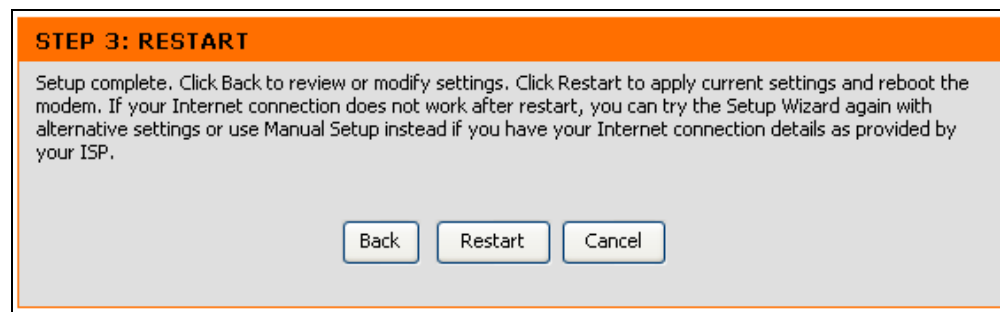 STEP 3: RESTART
Setup complete. Click Back to review or modify settings. Click Restart to apply current settings and reboot the
modem. If your Internet connection does not work after restart, you can try the Setup Wizard again with
alternative settings or use Manual Setup instead if you have your Internet connection details as provided by
your ISP.
Back Restart Cancel